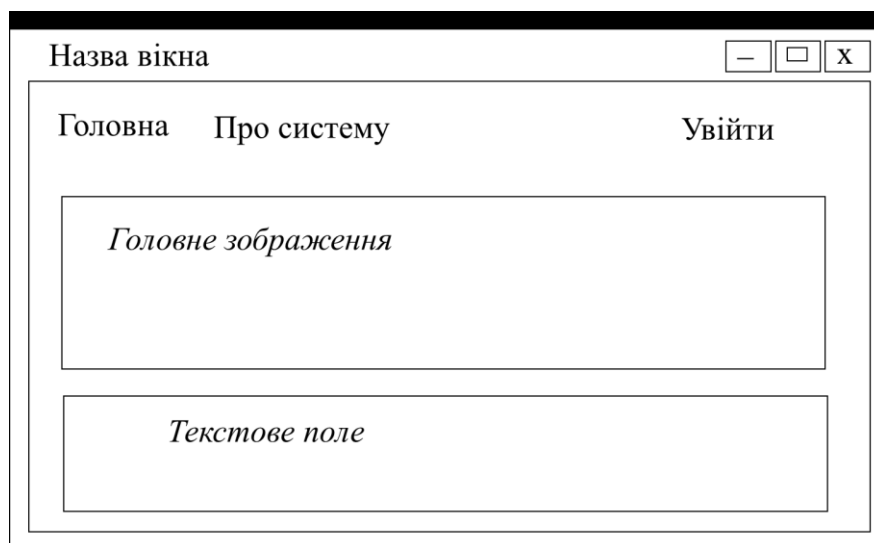 Назва вікна
– □ X
Головна Про систему Увійти
Головне зображення
Текстове поле